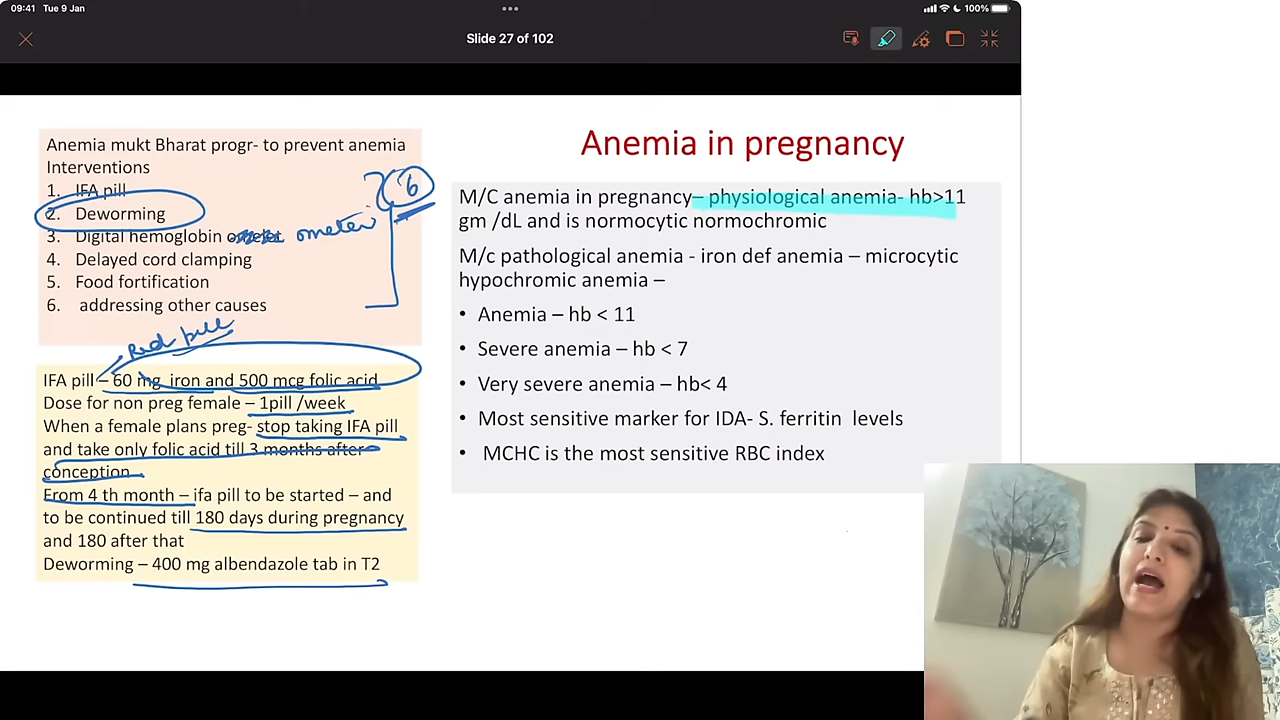 09:41 Tue 9 Jan
100%
Slide 27 of 102
Anemia mukt Bharat progr- to prevent anemia
Interventions
1. IFA pill
2. Deworming
3. Digital hemoglobin ometer
4. Delayed cord clamping
5. Food fortification
6. addressing other causes
6
Red pill
IFA pill – 60 mg iron and 500 mcg folic acid
Dose for non preg female – 1pill /week
When a female plans preg- stop taking IFA pill
and take only folic acid till 3 months after
conception
From 4 th month – ifa pill to be started – and
to be continued till 180 days during pregnancy
and 180 after that
Deworming – 400 mg albendazole tab in T2
Anemia in pregnancy
M/C anemia in pregnancy– physiological anemia- hb>11
gm /dL and is normocytic normochromic
M/c pathological anemia - iron def anemia – microcytic
hypochromic anemia –
• Anemia – hb < 11
• Severe anemia – hb < 7
• Very severe anemia – hb< 4
• Most sensitive marker for IDA- S. ferritin levels
• MCHC is the most sensitive RBC index